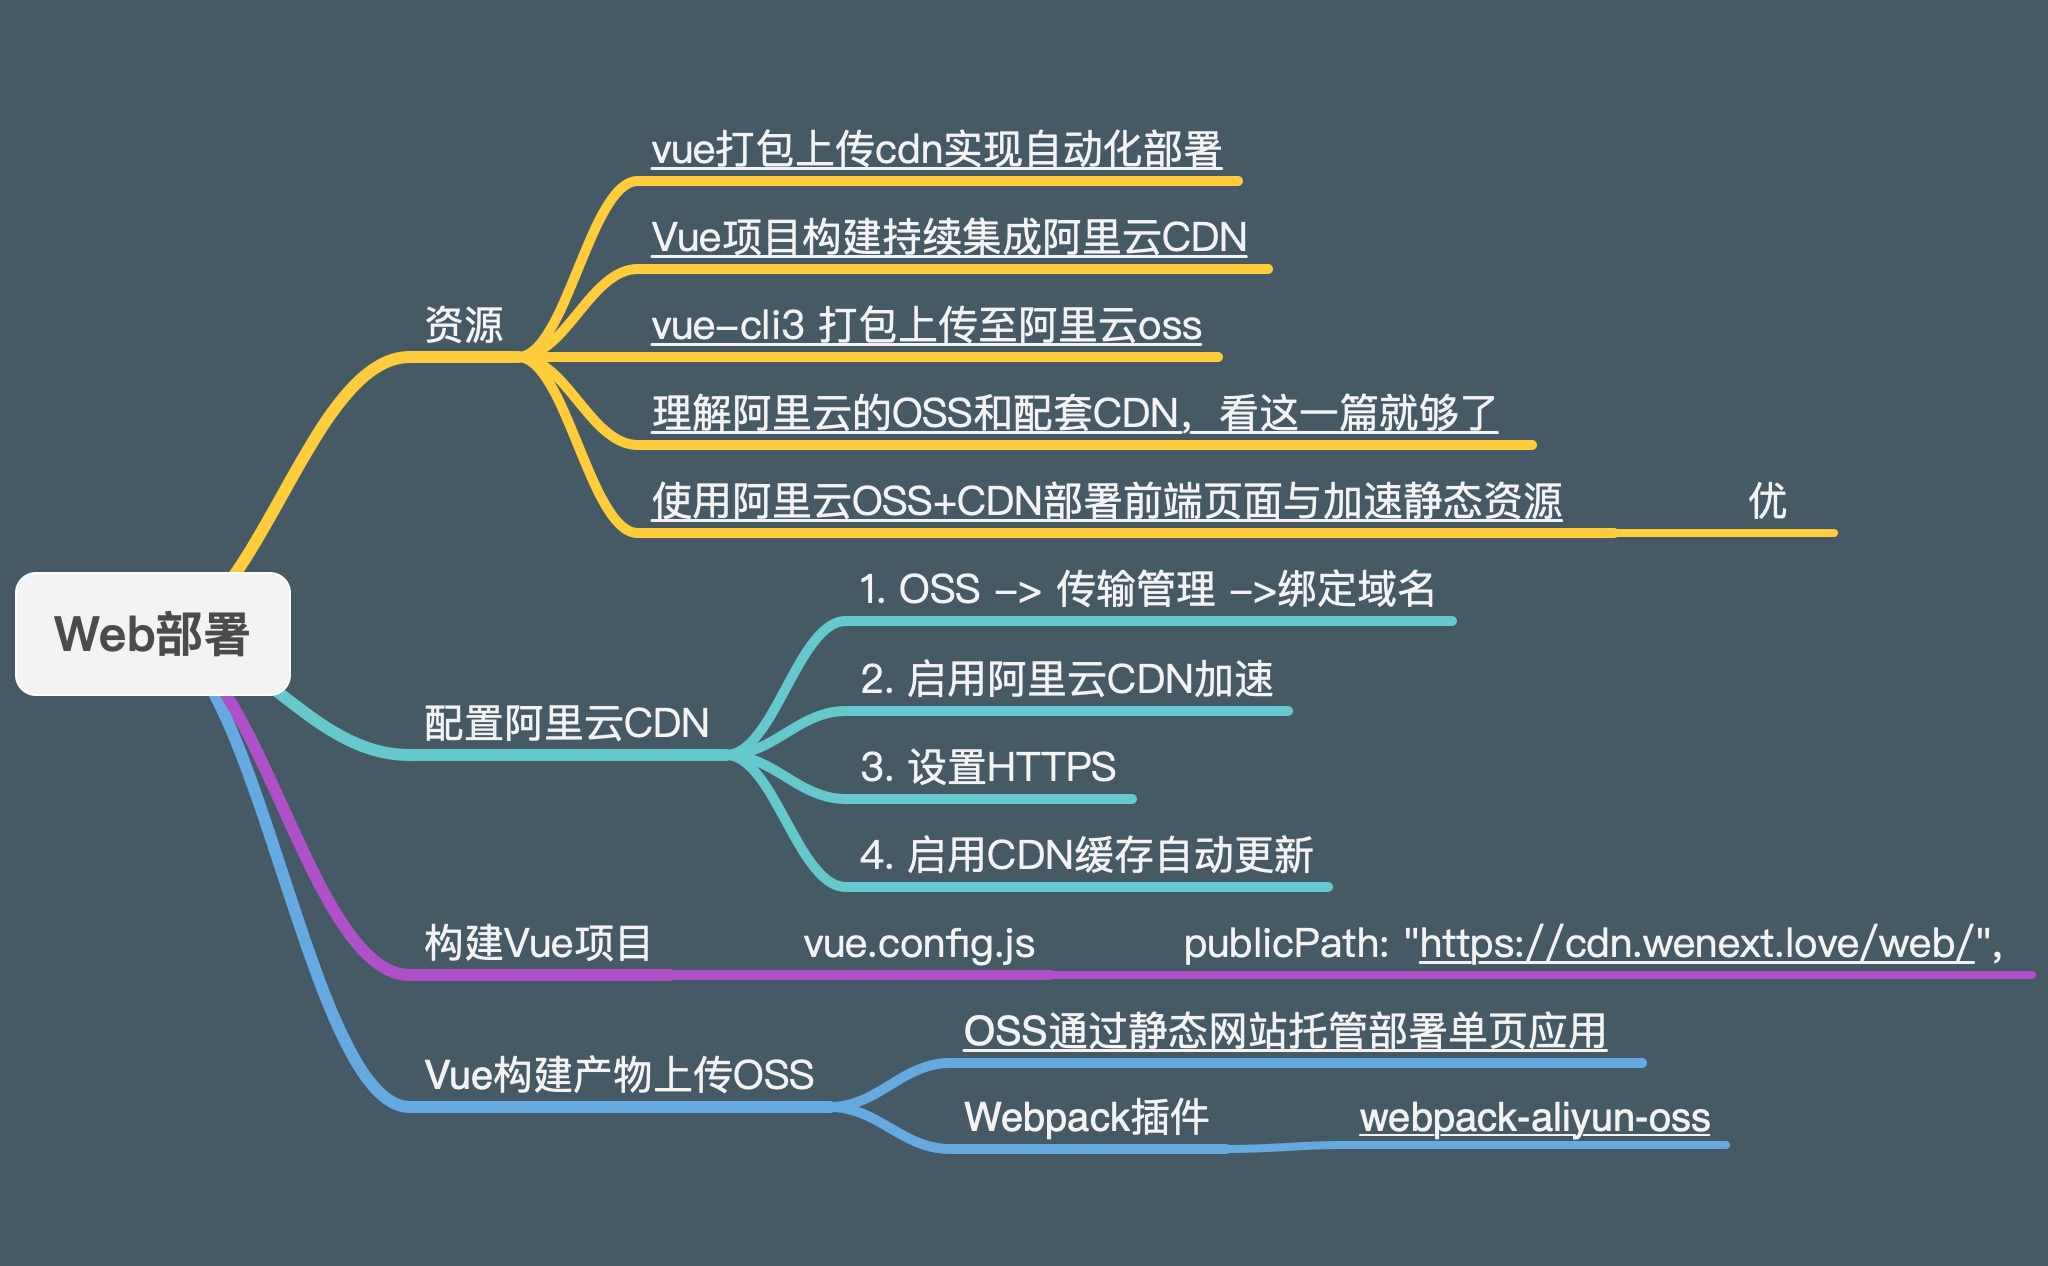 Web部署
资源
vue打包上传cdn实现自动化部署
Vue项目构建持续集成阿里云CDN
vue-cli3 打包上传至阿里云oss
理解阿里云的OSS和配套CDN，看这一篇就够了
使用阿里云OSS+CDN部署前端页面与加速静态资源
优
配置阿里云CDN
1. OSS -> 传输管理 ->绑定域名
2. 启用阿里云CDN加速
3. 设置HTTPS
4. 启用CDN缓存自动更新
构建Vue项目
vue.config.js
publicPath: "https://cdn.wenext.love/web/",
Vue构建产物上传OSS
OSS通过静态网站托管部署单页应用
Webpack插件
webpack-aliyun-oss